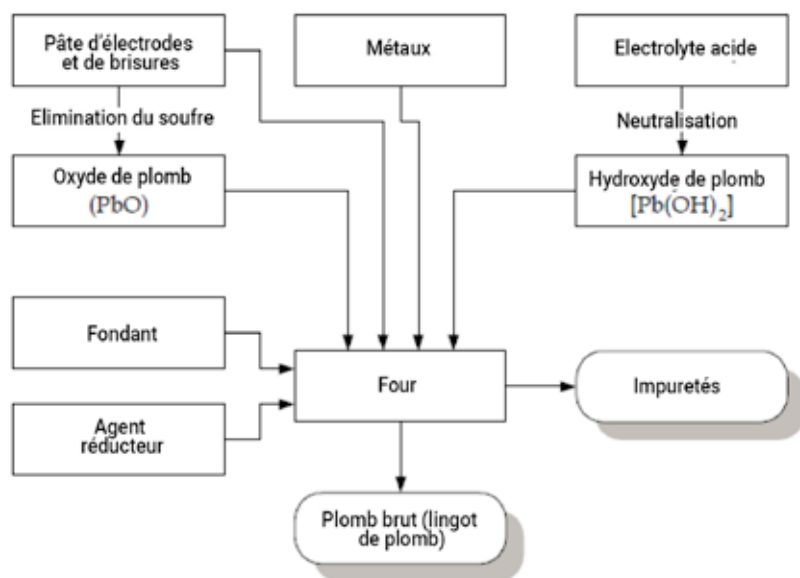 Pâte d'électrodes
et de brisures
Métaux
Electrolyte acide
Elimination du soufre
Neutralisation
Oxyde de plomb
(PbO)
Hydroxyde de plomb
[Pb(OH)₂]
Fondant
Four
Impuretés
Agent
réducteur
Plomb brut (lingot
de plomb)